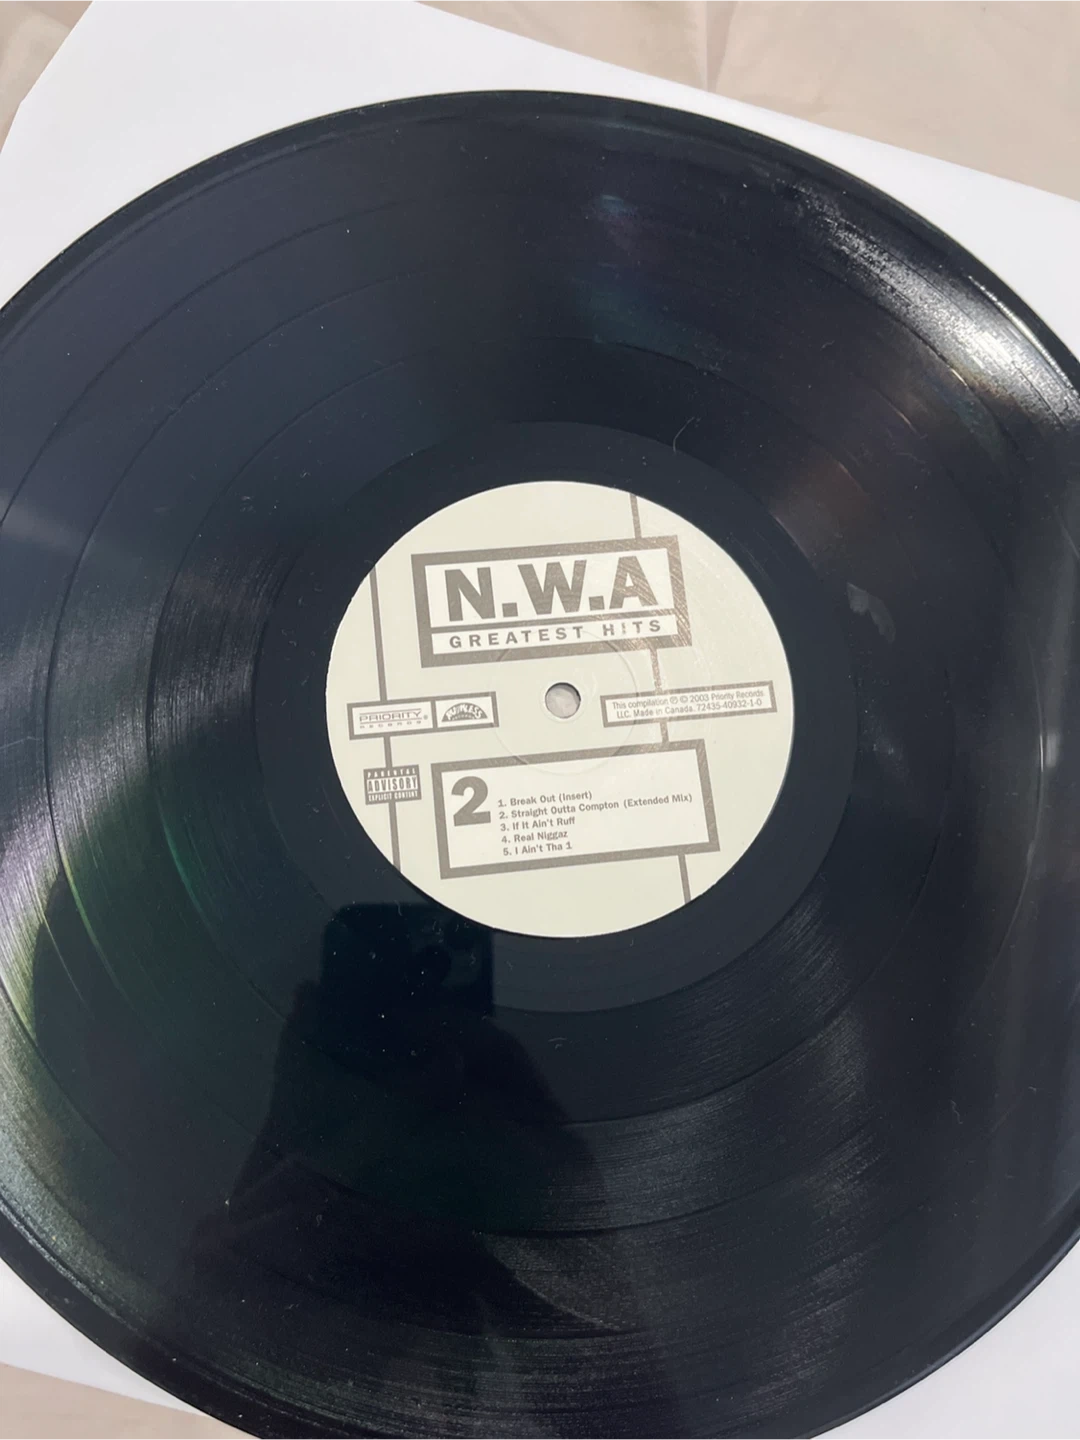 N.W.A
GREATEST HITS
PRIORITY
RECORDS
This compilation ℗ © 2003 Priority Records
LLC. Made in Canada. 72435-40932-1-0
PARENTAL
ADVISORY
EXPLICIT CONTENT
2
1. Break Out (Insert)
2. Straight Outta Compton (Extended Mix)
3. If It Ain't Ruff
4. Real Niggaz
5. I Ain't Tha 1